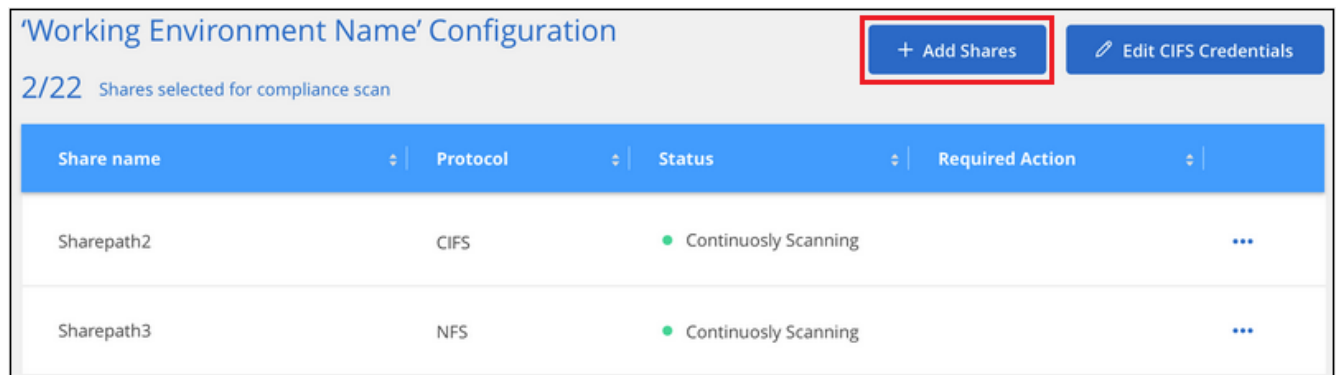 'Working Environment Name' Configuration
+ Add Shares
Edit CIFS Credentials
2/22 Shares selected for compliance scan
Share name Protocol Status Required Action
Sharepath2 CIFS Continuosly Scanning
Sharepath3 NFS Continuosly Scanning